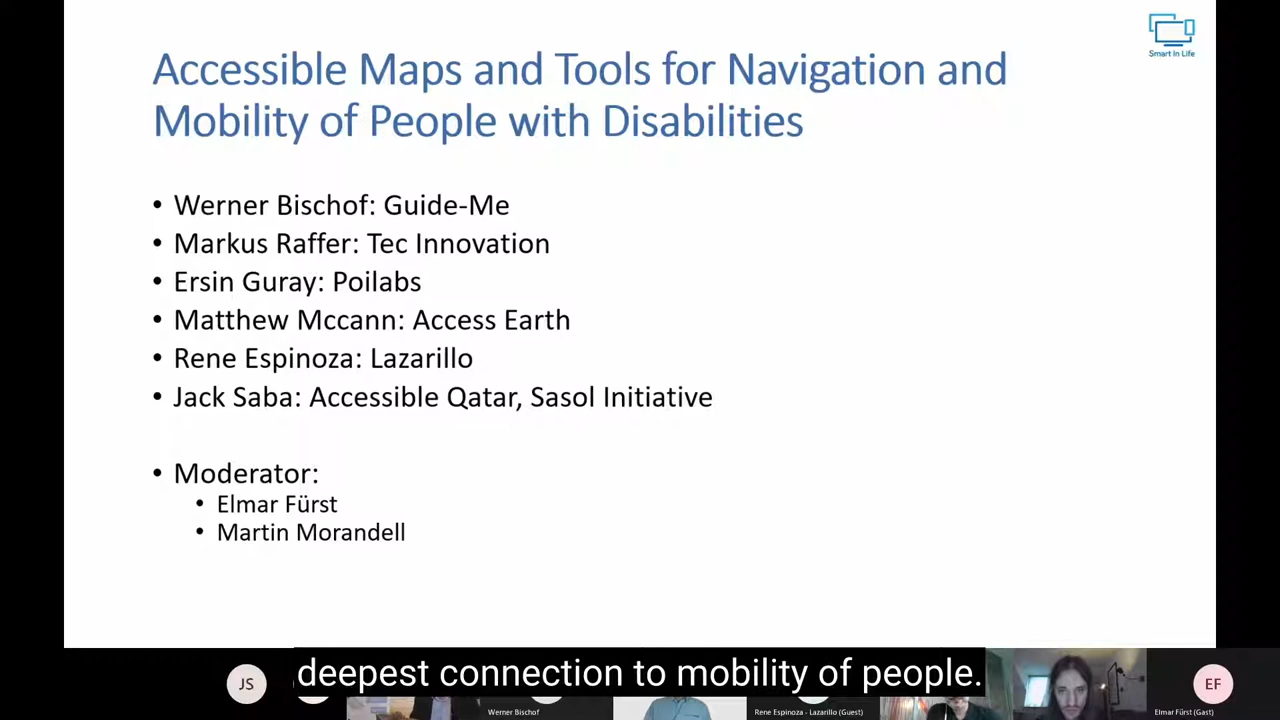 Smart In Life
Accessible Maps and Tools for Navigation and
Mobility of People with Disabilities
• Werner Bischof: Guide-Me
• Markus Raffer: Tec Innovation
• Ersin Guray: Poilabs
• Matthew Mccann: Access Earth
• Rene Espinoza: Lazarillo
• Jack Saba: Accessible Qatar, Sasol Initiative
• Moderator:
• Elmar Fürst
• Martin Morandell
deepest connection to mobility of people.
JS
EF
Werner Bischof
Rene Espinoza - Lazarillo (Guest)
Elmar Fürst (Gast)